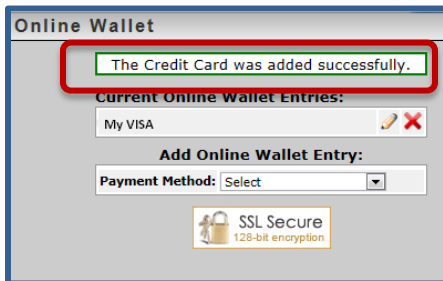 Online Wallet
The Credit Card was added successfully.
Current Online Wallet Entries:
My VISA
Add Online Wallet Entry:
Payment Method: Select
SSL Secure
128-bit encryption